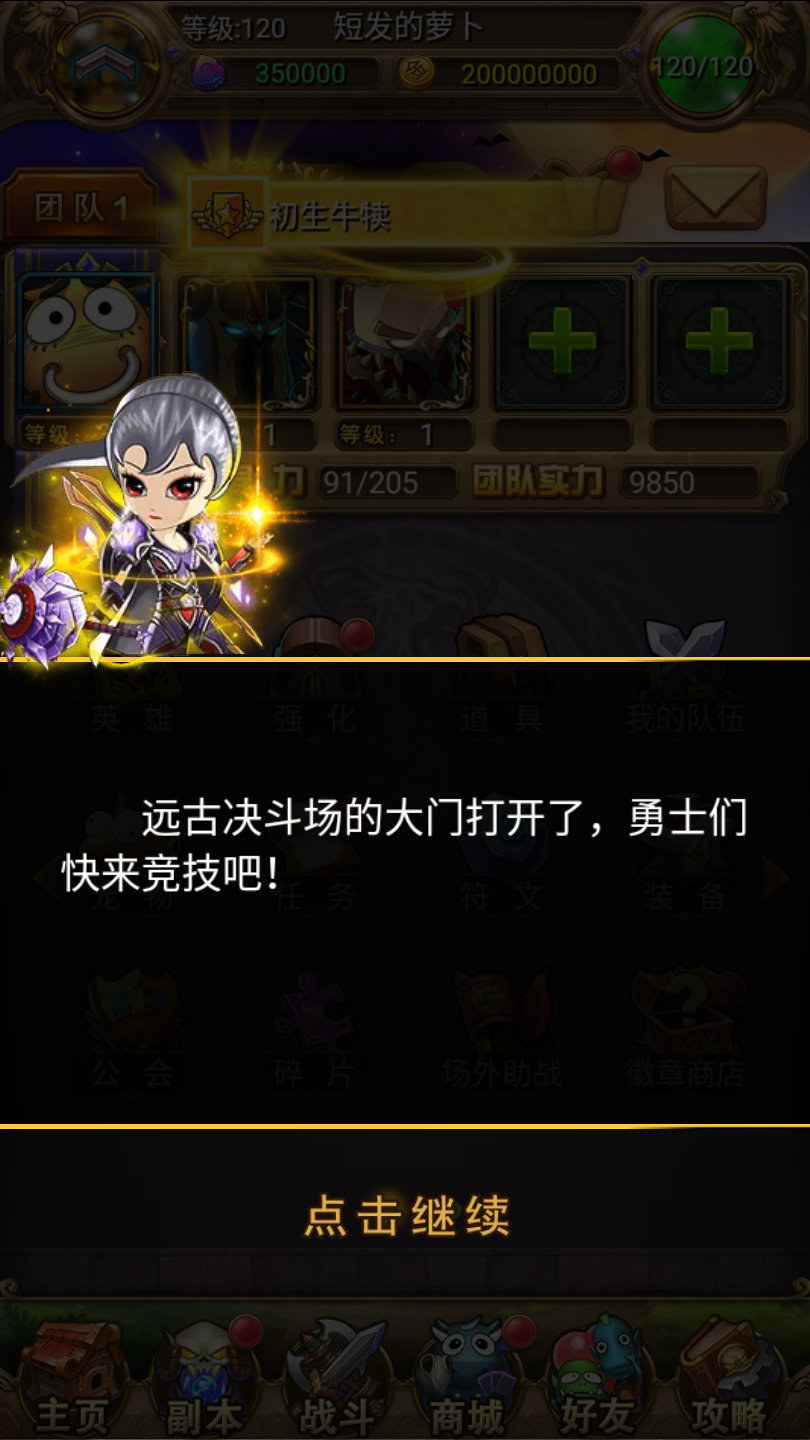 等级:120 短发的萝卜
350000 200000000 120/120
团队1 初生牛犊
等级: 1 等级: 1
力 91/205 团队实力 9850
英雄 强化 道具 我的队伍
远古决斗场的大门打开了，勇士们
快来竞技吧！
宠物 任务 符文 装备
公会 碎片 场外助战 徽章商店
点击继续
主页 副本 战斗 商城 好友 攻略